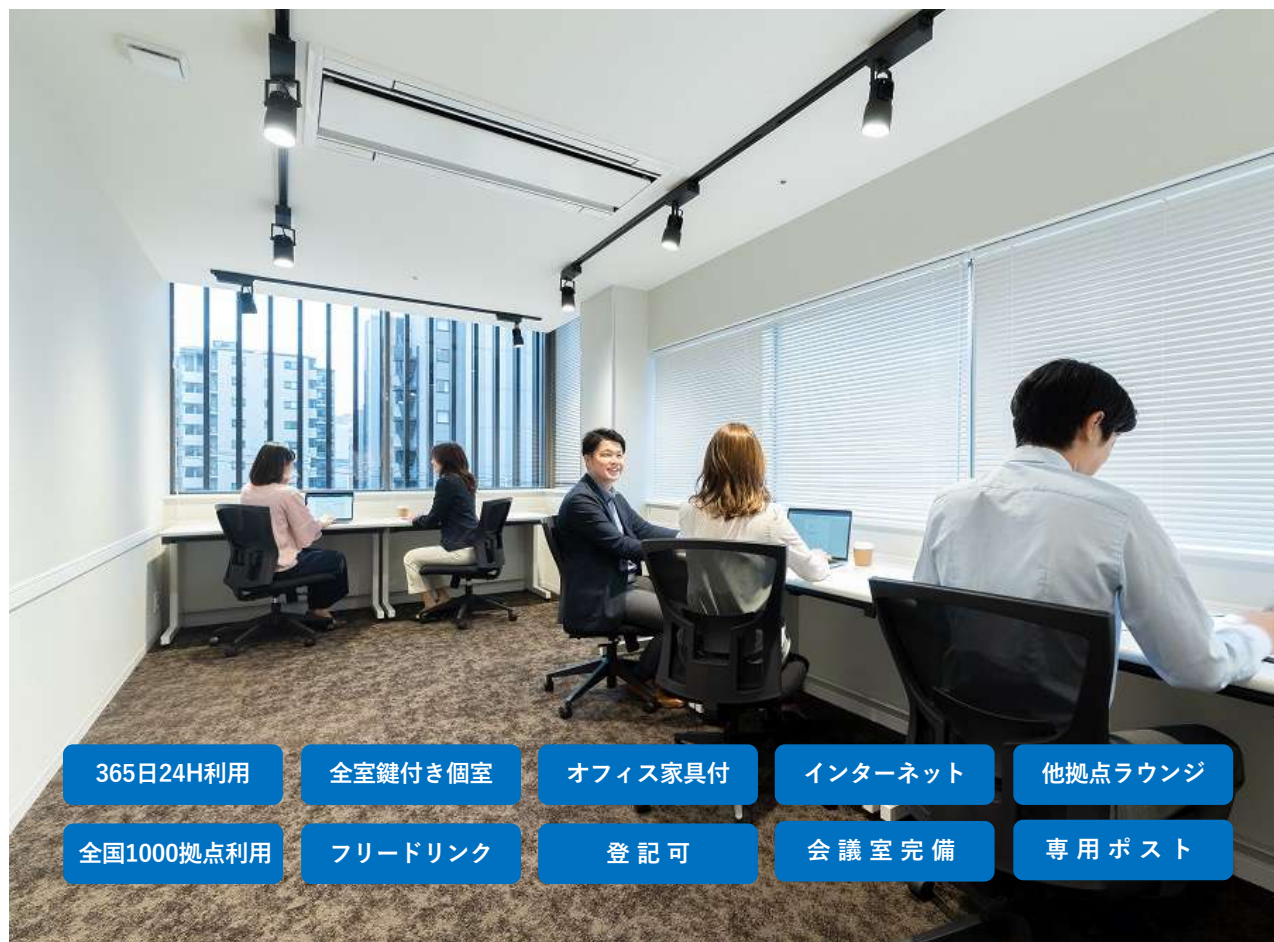 365日24H利用
全室鍵付き個室
オフィス家具付
インターネット
他拠点ラウンジ
全国1000拠点利用
フリードリンク
登記可
会議室完備
専用ポスト